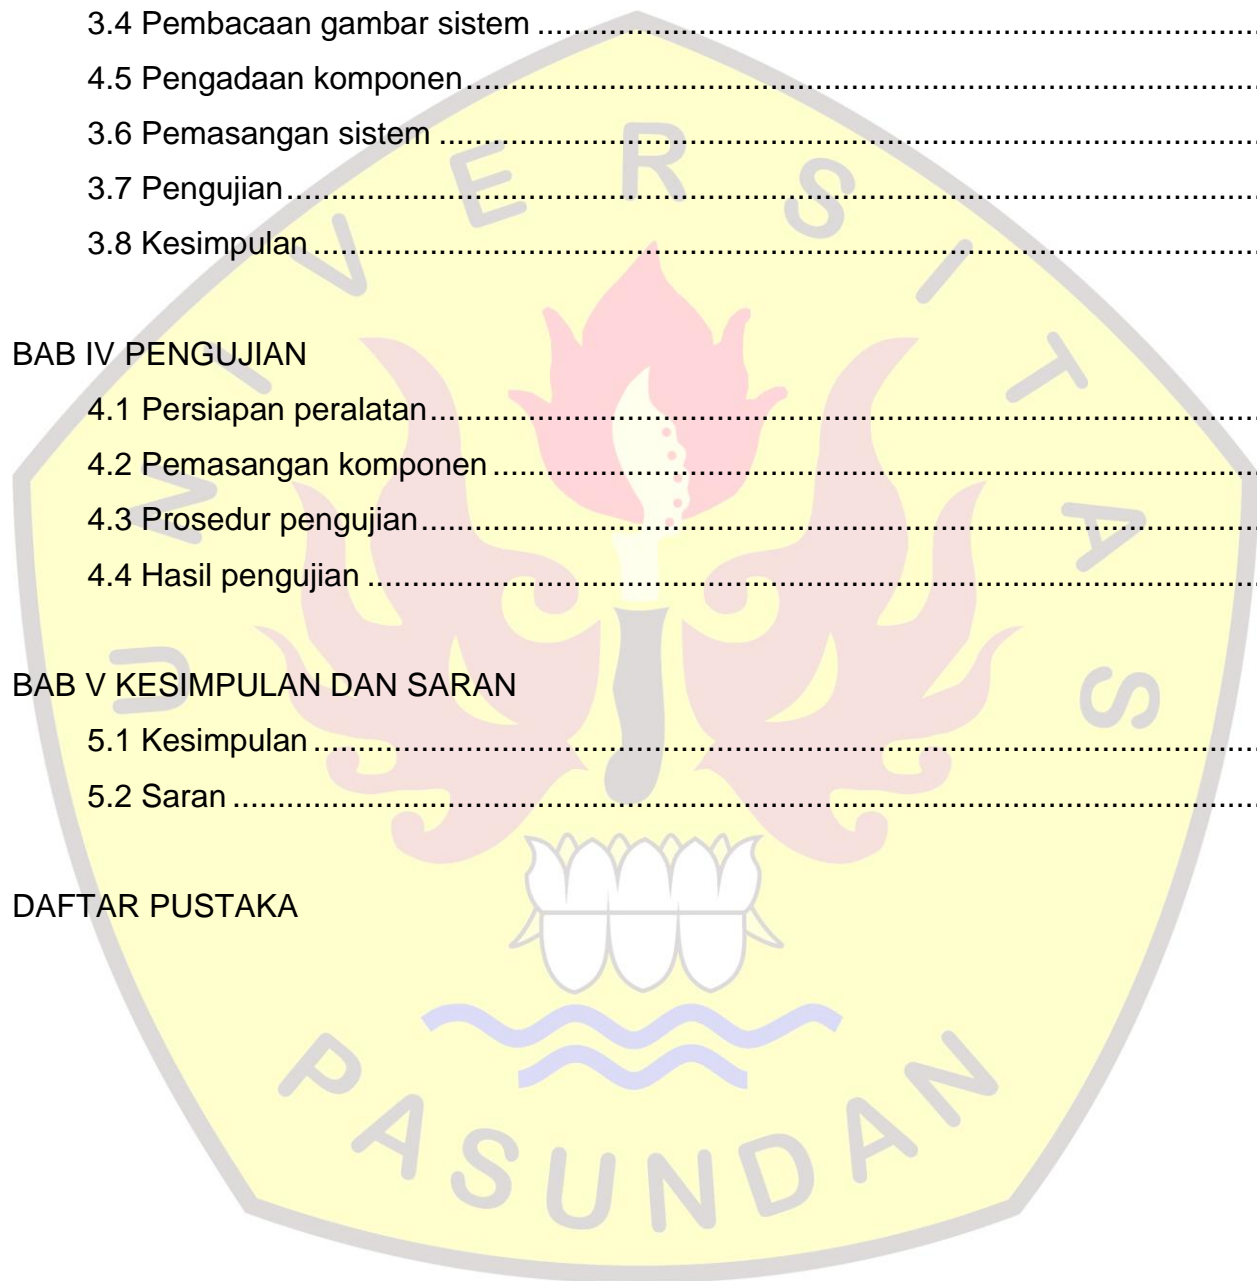 3.4 Pembacaan gambar sistem ........................................................................................
4.5 Pengadaan komponen........................................................................................
3.6 Pemasangan sistem ........................................................................................
3.7 Pengujian........................................................................................
3.8 Kesimpulan ........................................................................................
BAB IV PENGUJIAN
4.1 Persiapan peralatan........................................................................................
4.2 Pemasangan komponen ........................................................................................
4.3 Prosedur pengujian........................................................................................
4.4 Hasil pengujian ........................................................................................
BAB V KESIMPULAN DAN SARAN
5.1 Kesimpulan ........................................................................................
5.2 Saran ........................................................................................
DAFTAR PUSTAKA
UNIVERSITAS
PASUNDAN